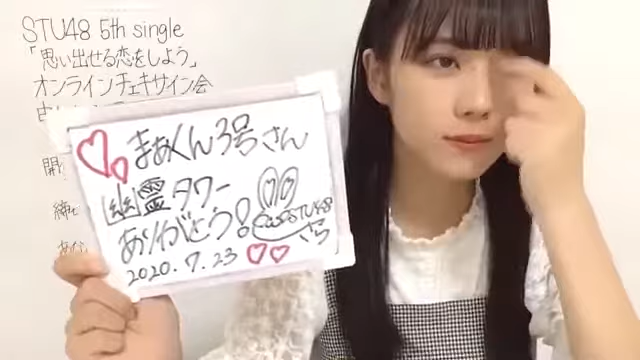 STU48 5th single
「思い出せる恋をしよう」
オンラインチェキサイン会
開
まぁくん3号さん
幽霊タワー
ありがとう!
STU48
2020.7.23